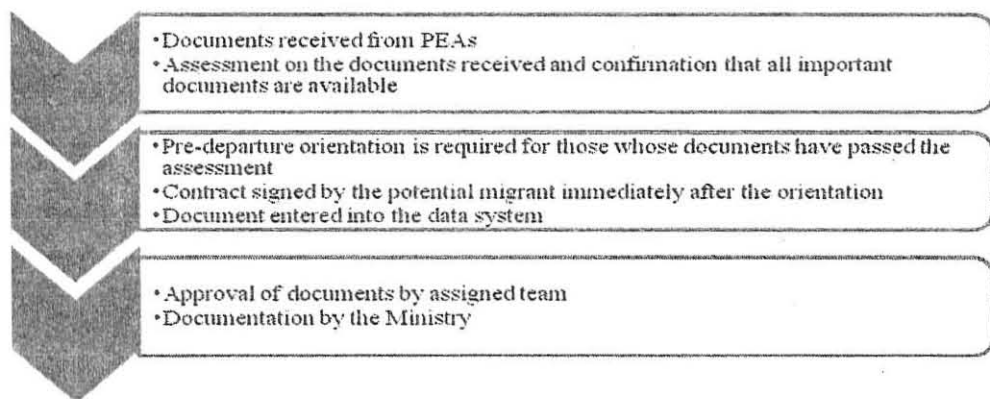 • Documents received from PEAs
• Assessment on the documents received and confirmation that all important
documents are available
• Pre-departure orientation is required for those whose documents have passed the
assessment
• Contract signed by the potential migrant immediately after the orientation
• Document entered into the data system
• Approval of documents by assigned team
• Documentation by the Ministry